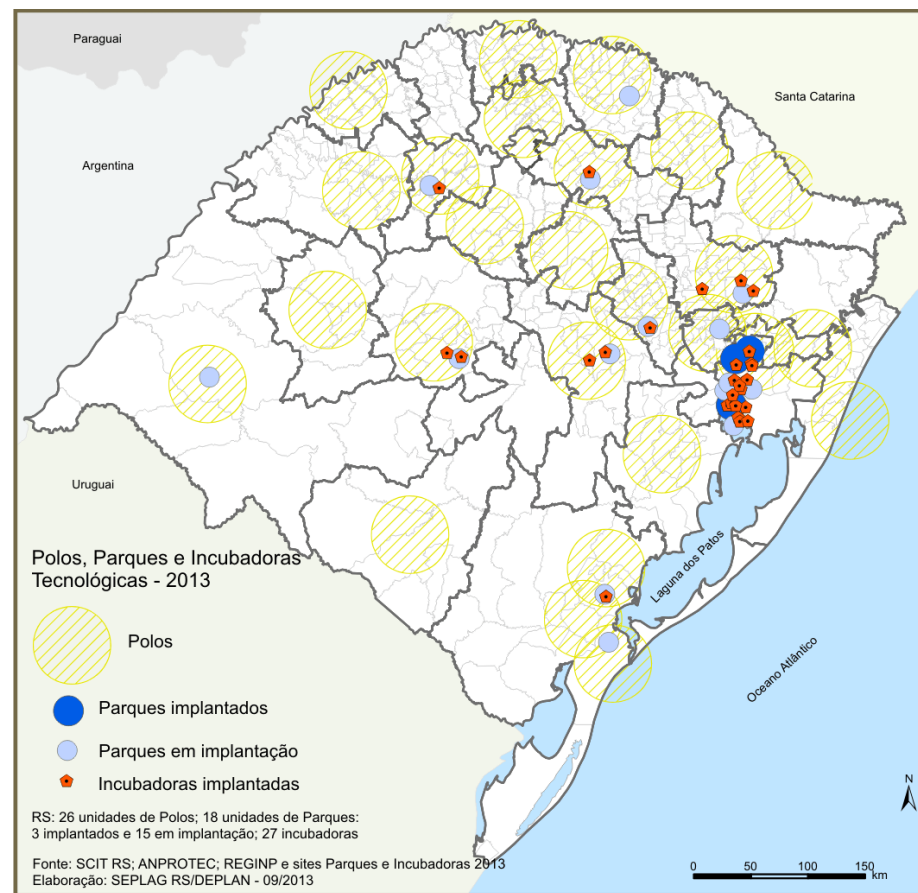 Paraguai
Santa Catarina
Argentina
Uruguai
Laguna dos Patos
Oceano Atlântico
Polos, Parques e Incubadoras
Tecnológicas - 2013
Polos
Parques implantados
Parques em implantação
Incubadoras implantadas
RS: 26 unidades de Polos; 18 unidades de Parques:
3 implantados e 15 em implantação; 27 incubadoras
Fonte: SCIT RS; ANPROTEC; REGINP e sites Parques e Incubadoras 2013
Elaboração: SEPLAG RS/DEPLAN - 09/2013
N
0 50 100 150
km